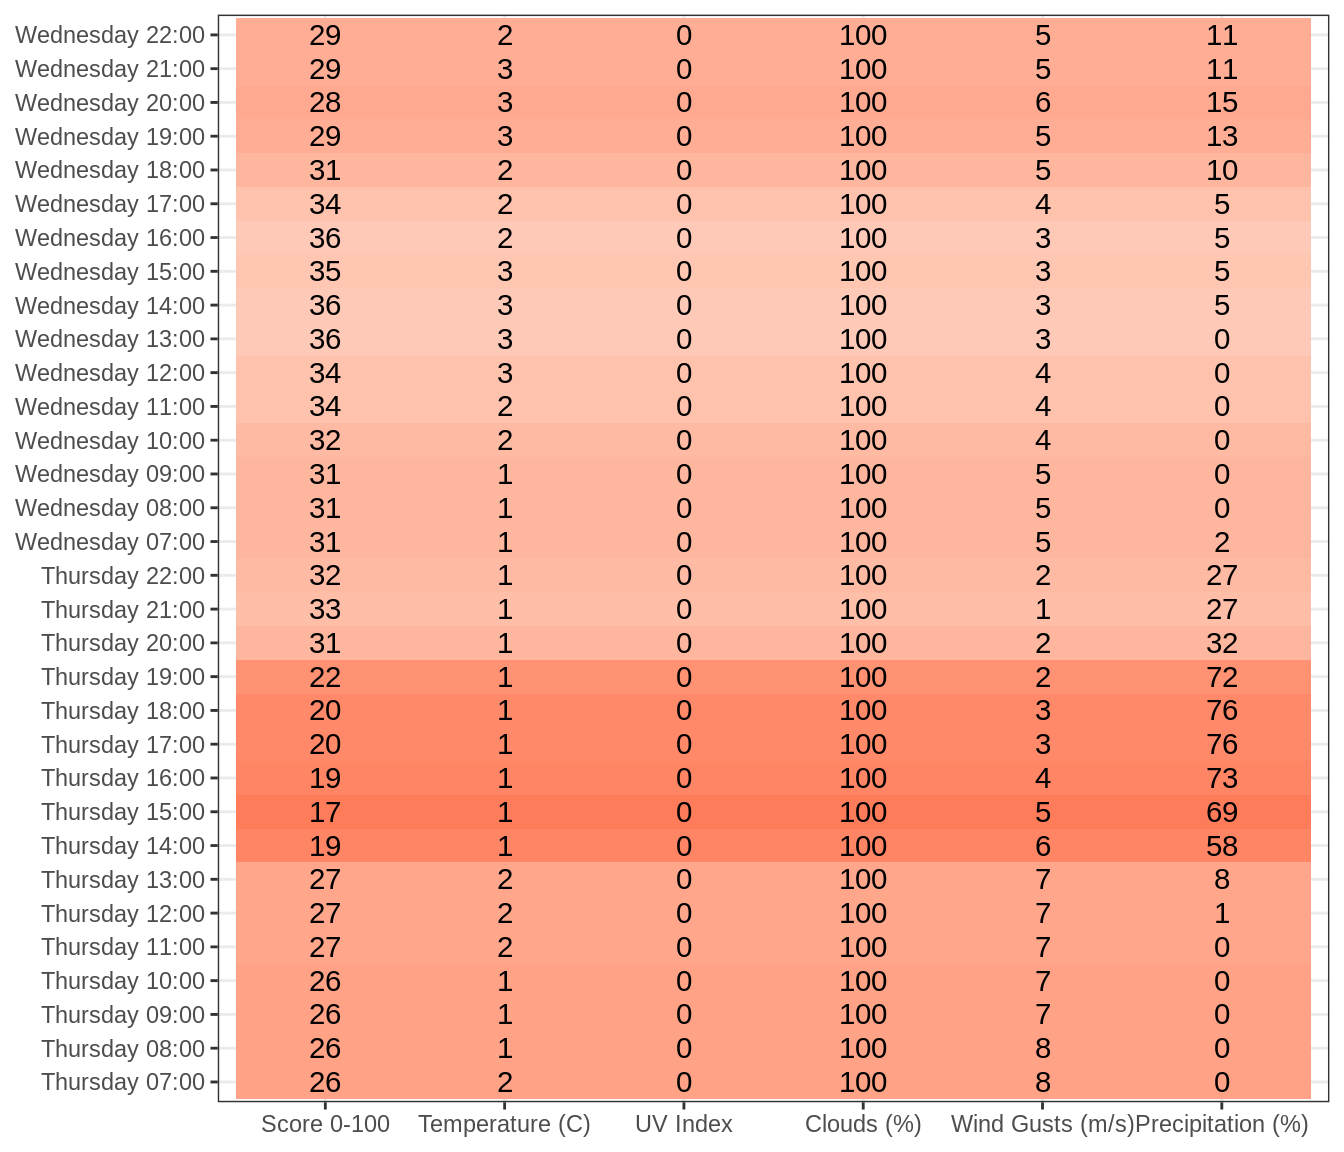 Wednesday 22:00 29 2 0 100 5 11
Wednesday 21:00 29 3 0 100 5 11
Wednesday 20:00 28 3 0 100 6 15
Wednesday 19:00 29 3 0 100 5 13
Wednesday 18:00 31 2 0 100 5 10
Wednesday 17:00 34 2 0 100 4 5
Wednesday 16:00 36 2 0 100 3 5
Wednesday 15:00 35 3 0 100 3 5
Wednesday 14:00 36 3 0 100 3 5
Wednesday 13:00 36 3 0 100 3 0
Wednesday 12:00 34 3 0 100 4 0
Wednesday 11:00 34 2 0 100 4 0
Wednesday 10:00 32 2 0 100 4 0
Wednesday 09:00 31 1 0 100 5 0
Wednesday 08:00 31 1 0 100 5 0
Wednesday 07:00 31 1 0 100 5 2
Thursday 22:00 32 1 0 100 2 27
Thursday 21:00 33 1 0 100 1 27
Thursday 20:00 31 1 0 100 2 32
Thursday 19:00 22 1 0 100 2 72
Thursday 18:00 20 1 0 100 3 76
Thursday 17:00 20 1 0 100 3 76
Thursday 16:00 19 1 0 100 4 73
Thursday 15:00 17 1 0 100 5 69
Thursday 14:00 19 1 0 100 6 58
Thursday 13:00 27 2 0 100 7 8
Thursday 12:00 27 2 0 100 7 1
Thursday 11:00 27 2 0 100 7 0
Thursday 10:00 26 1 0 100 7 0
Thursday 09:00 26 1 0 100 7 0
Thursday 08:00 26 1 0 100 8 0
Thursday 07:00 26 2 0 100 8 0
Score 0-100 Temperature (C) UV Index Clouds (%) Wind Gusts (m/s) Precipitation (%)